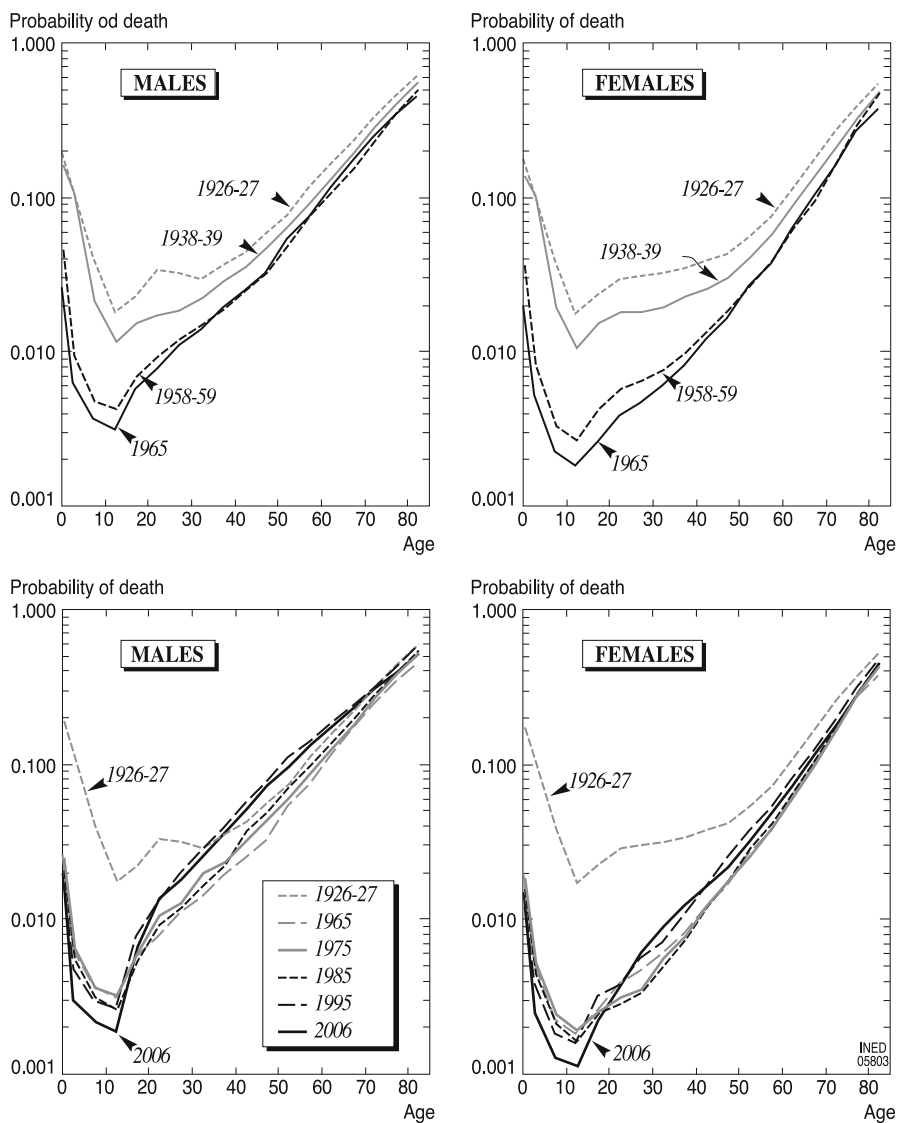 Probability od death
1.000
0.100
0.010
0.001
MALES
1926-27
1938-39
1958-59
1965
0 10 20 30 40 50 60 70 80
Age
Probability of death
1.000
0.100
0.010
0.001
FEMALES
1926-27
1938-39
1958-59
1965
0 10 20 30 40 50 60 70 80
Age
Probability of death
1.000
0.100
0.010
0.001
MALES
1926-27
1926-27
1965
1975
1985
1995
2006
2006
0 10 20 30 40 50 60 70 80
Age
Probability of death
1.000
0.100
0.010
0.001
FEMALES
1926-27
2006
INED
05803
0 10 20 30 40 50 60 70 80
Age